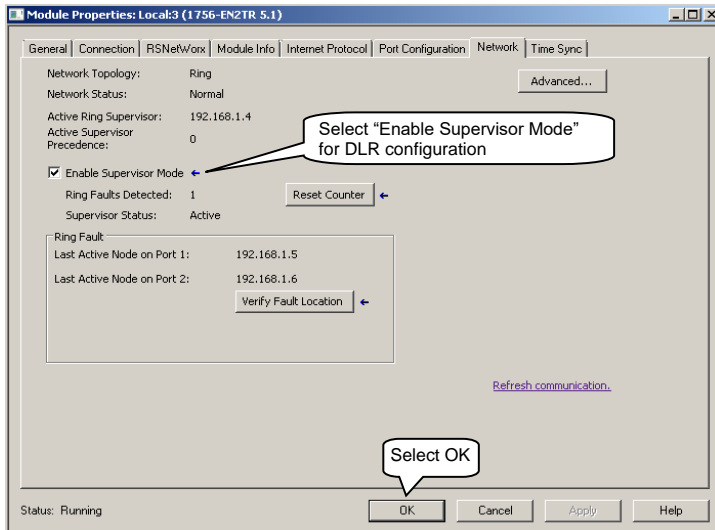 Module Properties: Local:3 (1756-EN2TR 5.1)
General Connection RSNetWorx Module Info Internet Protocol Port Configuration Network Time Sync
Network Topology: Ring
Advanced...
Network Status: Normal
Active Ring Supervisor: 192.168.1.4
Active Supervisor
Precedence: 0
Select “Enable Supervisor Mode”
for DLR configuration
Enable Supervisor Mode
Ring Faults Detected: 1 Reset Counter
Supervisor Status: Active
Ring Fault
Last Active Node on Port 1: 192.168.1.5
Last Active Node on Port 2: 192.168.1.6
Verify Fault Location
Refresh communication.
Select OK
Status: Running OK Cancel Apply Help